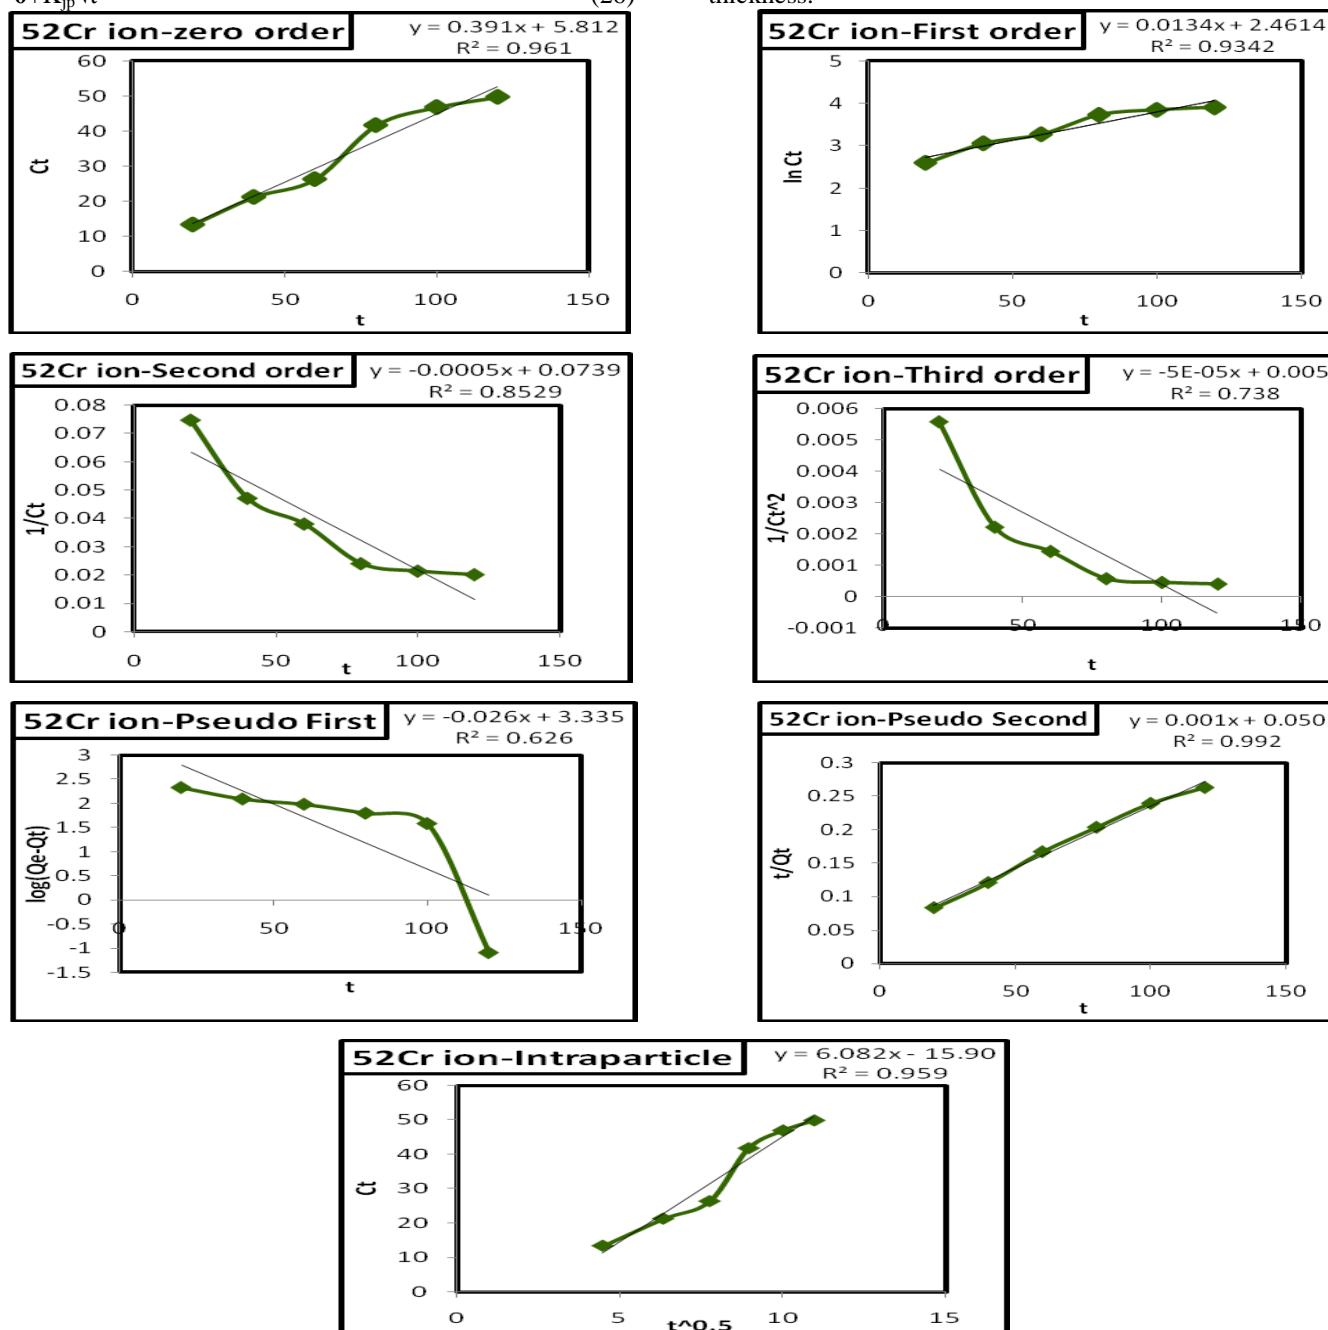 (28) thickness.
52Cr ion-zero order
y = 0.391x + 5.812
R² = 0.961
60
50
40
30
20
10
0
Ct
0 50 100 150
t
52Cr ion-First order
y = 0.0134x + 2.4614
R² = 0.9342
5
4
3
2
1
0
ln Ct
0 50 100 150
t
52Cr ion-Second order
y = -0.0005x + 0.0739
R² = 0.8529
0.08
0.07
0.06
0.05
0.04
0.03
0.02
0.01
0
1/Ct
0 50 100 150
t
52Cr ion-Third order
y = -5E-05x + 0.005
R² = 0.738
0.006
0.005
0.004
0.003
0.002
0.001
0
-0.001
1/Ct^2
0 50 100 150
t
52Cr ion-Pseudo First
y = -0.026x + 3.335
R² = 0.626
3
2.5
2
1.5
1
0.5
0
-0.5
-1
-1.5
log(Qe-Qt)
0 50 100 150
t
52Cr ion-Pseudo Second
y = 0.001x + 0.050
R² = 0.992
0.3
0.25
0.2
0.15
0.1
0.05
0
t/Qt
0 50 100 150
t
52Cr ion-Intraparticle
y = 6.082x - 15.90
R² = 0.959
60
50
40
30
20
10
0
Ct
0 5 10 15
t^0.5